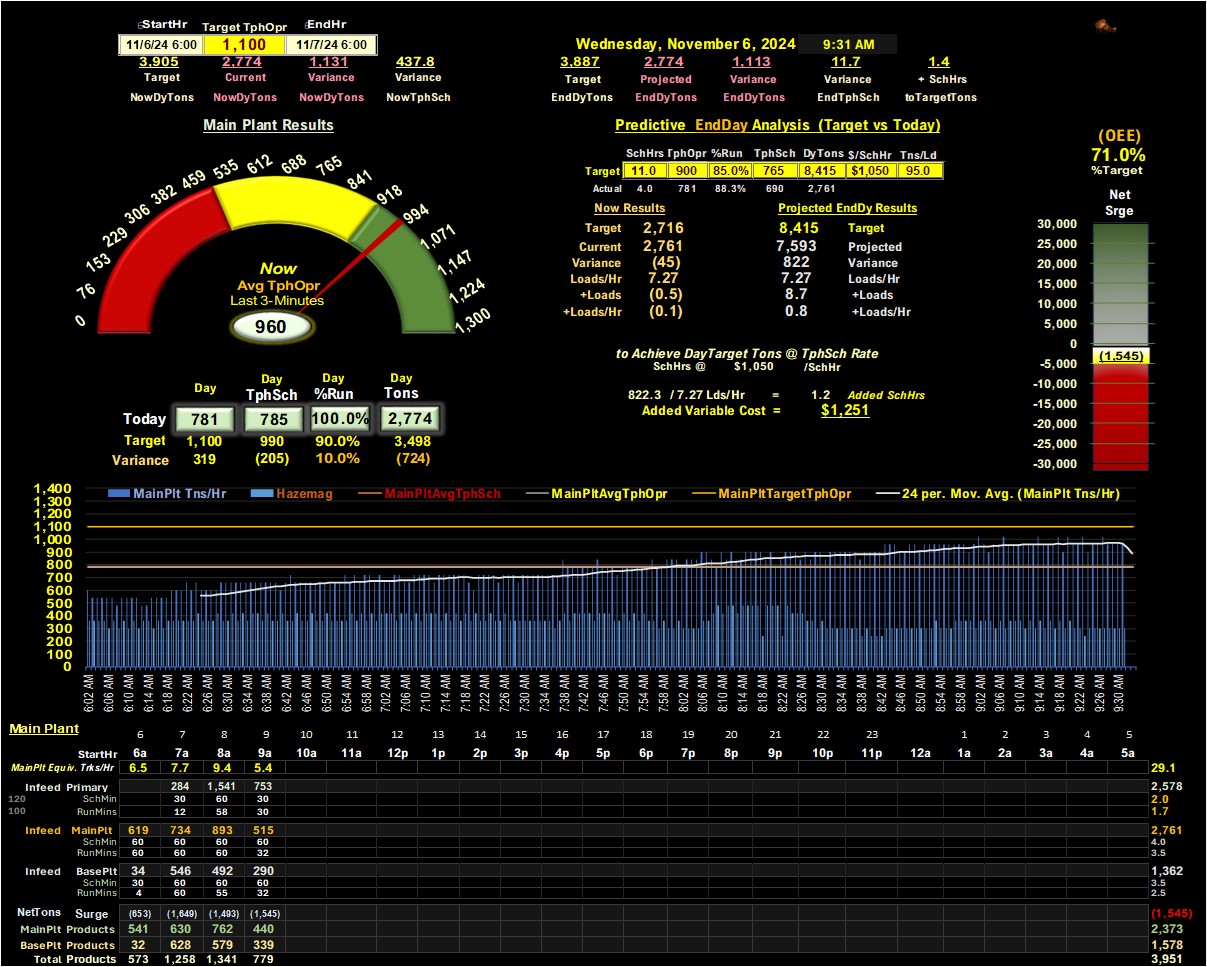 StartHr Target TphOpr EndHr
11/6/24 6:00 1,100 11/7/24 6:00
Wednesday, November 6, 2024 9:31 AM
3,905 2,774 1,131 437.8
Target Current Variance Variance
NowDyTons NowDyTons NowDyTons NowTphSch
3,887 2,774 1,113 11.7 1.4
Target Projected Variance Variance + SchHrs
EndDyTons EndDyTons EndDyTons EndTphSch toTargetTons
Main Plant Results
0 76 153 229 306 382 459 535 612 688 765 841 918 994 1,071 1,147 1,224 1,300
Now
Avg TphOpr
Last 3-Minutes
960
Day Day Day Day
TphSch %Run Tons
Today 781 785 100.0% 2,774
Target 1,100 990 90.0% 3,498
Variance 319 (205) 10.0% (724)
Predictive EndDay Analysis (Target vs Today)
SchHrs TphOpr %Run TphSch DyTons $/SchHr Tns/Ld
Target 11.0 900 85.0% 765 8,415 $1,050 95.0
Actual 4.0 781 88.3% 690 2,761
Now Results Projected EndDy Results
Target 2,716 8,415 Target
Current 2,761 7,593 Projected
Variance (45) 822 Variance
Loads/Hr 7.27 7.27 Loads/Hr
+Loads (0.5) 8.7 +Loads
+Loads/Hr (0.1) 0.8 +Loads/Hr
to Achieve DayTarget Tons @ TphSch Rate
SchHrs @ $1,050 /SchHr
822.3 / 7.27 Lds/Hr = 1.2 Added SchHrs
Added Variable Cost = $1,251
(OEE)
71.0%
%Target
Net
Srge
30,000
25,000
20,000
15,000
10,000
5,000
0
(1,545)
-5,000
-10,000
-15,000
-20,000
-25,000
-30,000
MainPlt Tns/Hr Hazemag MainPltAvgTphSch MainPltAvgTphOpr MainPltTargetTphOpr 24 per. Mov. Avg. (MainPlt Tns/Hr)
1,400
1,300
1,200
1,100
1,000
900
800
700
600
500
400
300
200
100
0
6:02 AM 6:06 AM 6:10 AM 6:14 AM 6:18 AM 6:22 AM 6:26 AM 6:30 AM 6:34 AM 6:38 AM 6:42 AM 6:46 AM 6:50 AM 6:54 AM 6:58 AM 7:02 AM 7:06 AM 7:10 AM 7:14 AM 7:18 AM 7:22 AM 7:26 AM 7:30 AM 7:34 AM 7:38 AM 7:42 AM 7:46 AM 7:50 AM 7:54 AM 7:58 AM 8:02 AM 8:06 AM 8:10 AM 8:14 AM 8:18 AM 8:22 AM 8:26 AM 8:30 AM 8:34 AM 8:38 AM 8:42 AM 8:46 AM 8:50 AM 8:54 AM 8:58 AM 9:02 AM 9:06 AM 9:10 AM 9:14 AM 9:18 AM 9:22 AM 9:26 AM 9:30 AM
Main Plant
6 7 8 9 10 11 12 13 14 15 16 17 18 19 20 21 22 23 1 2 3 4 5
StartHr 6a 7a 8a 9a 10a 11a 12p 1p 2p 3p 4p 5p 6p 7p 8p 9p 10p 11p 12a 1a 2a 3a 4a 5a
MainPlt Equiv. Trks/Hr 6.5 7.7 9.4 5.4 29.1
Infeed Primary 284 1,541 753 2,578
120 SchMin 30 60 30 2.0
100 RunMins 12 58 30 1.7
Infeed MainPlt 619 734 893 515 2,761
SchMin 60 60 60 60 4.0
RunMins 60 60 60 32 3.5
Infeed BasePlt 34 546 492 290 1,362
SchMin 30 60 60 60 3.5
RunMins 4 60 55 32 2.5
NetTons Surge (653) (1,649) (1,493) (1,545) (1,545)
MainPlt Products 541 630 762 440 2,373
BasePlt Products 32 628 579 339 1,578
Total Products 573 1,258 1,341 779 3,951